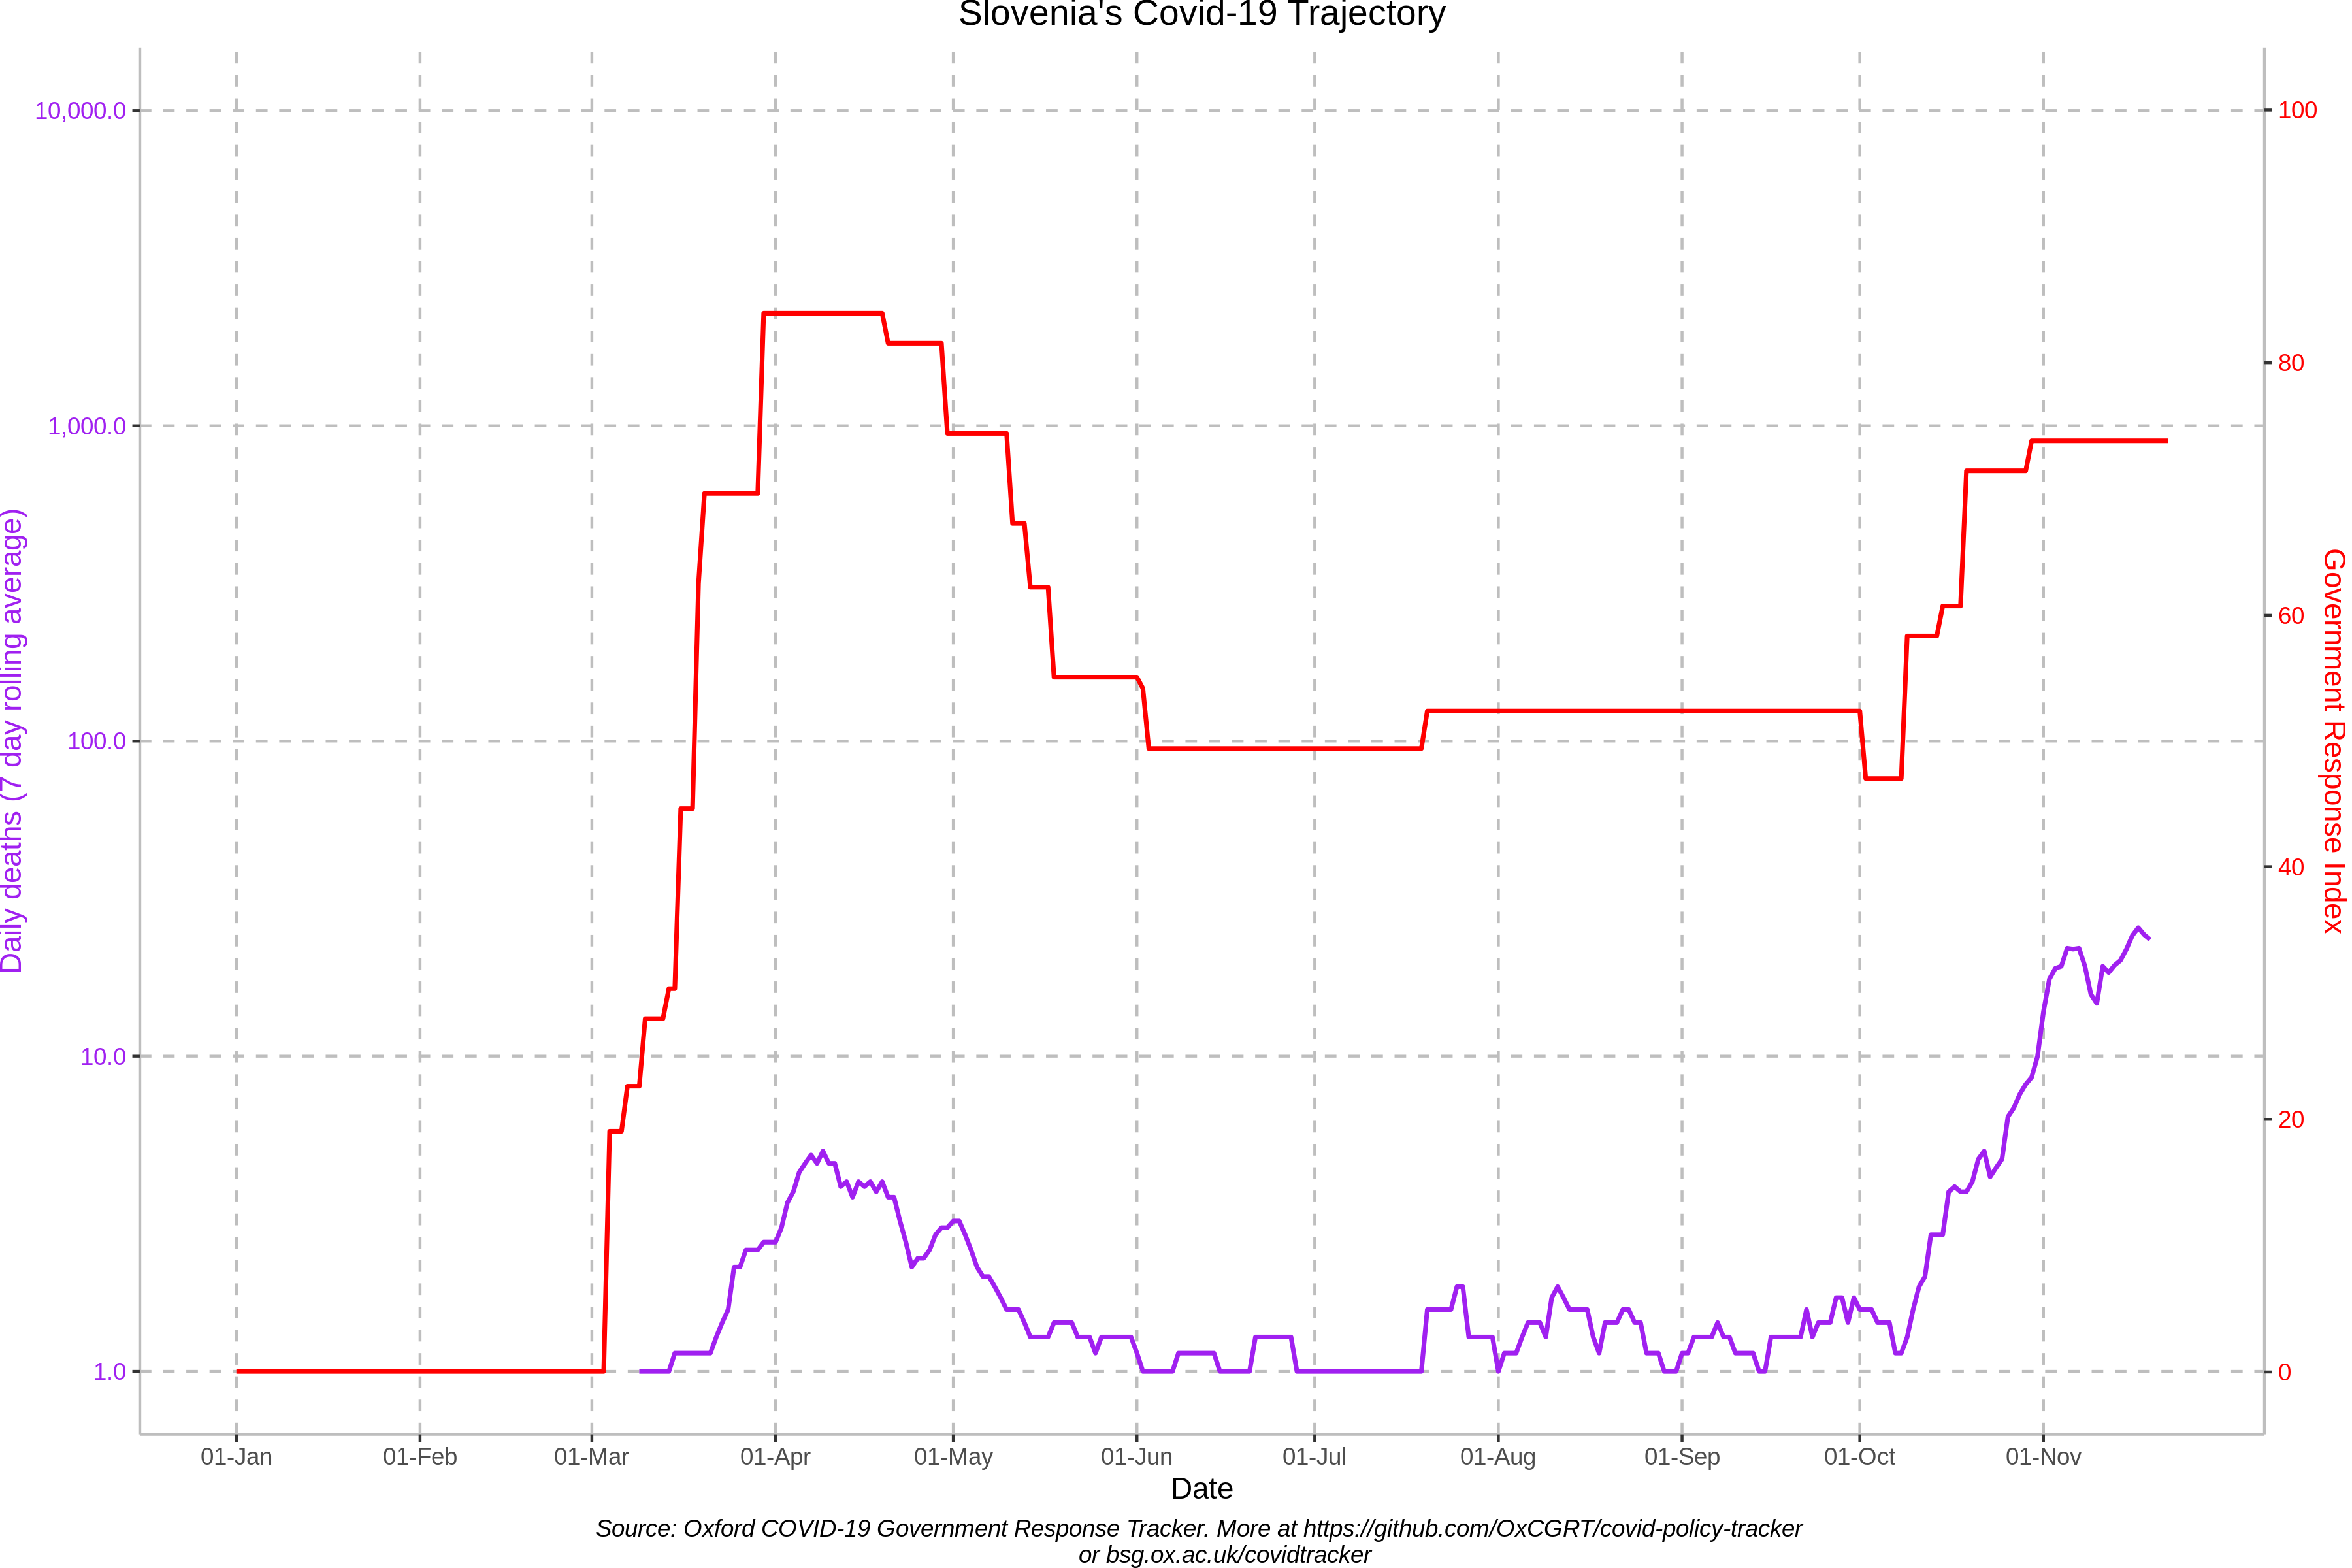 Slovenia's Covid-19 Trajectory
Daily deaths (7 day rolling average)
10,000.0
1,000.0
100.0
10.0
1.0
100
80
60
40
20
0
Government Response Index
01-Jan 01-Feb 01-Mar 01-Apr 01-May 01-Jun 01-Jul 01-Aug 01-Sep 01-Oct 01-Nov
Date
Source: Oxford COVID-19 Government Response Tracker. More at https://github.com/OxCGRT/covid-policy-tracker
or bsg.ox.ac.uk/covidtracker